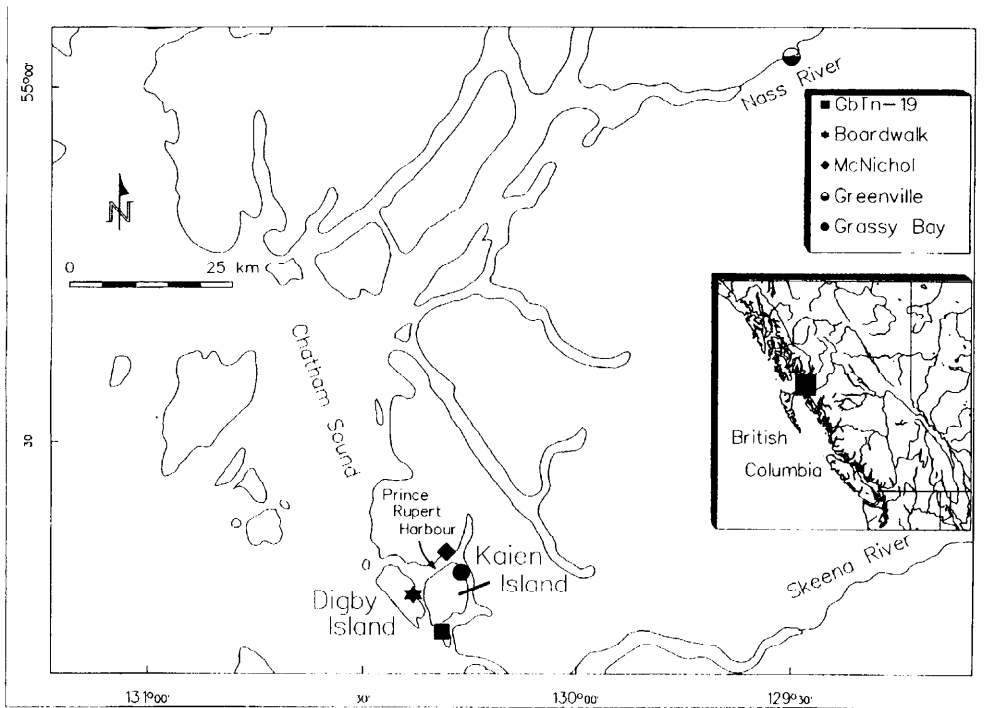 55°00'
Nass River
GbTn-19
Boardwalk
McNichol
Greenville
Grassy Bay
N
0 25 km
Chatham Sound
30
British
Columbia
Prince
Rupert
Harbour
Kaien
Island
Digby
Island
Skeena River
131°00'
30'
130°00'
129°30'